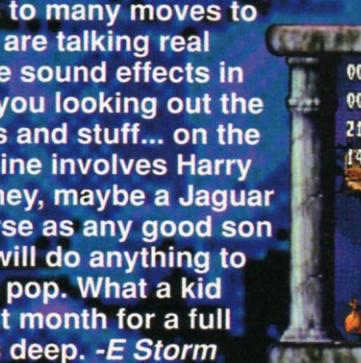 to many moves to
are talking real
e sound effects in
you looking out the
s and stuff... on the
ine involves Harry
ney, maybe a Jaguar
rse as any good son
will do anything to
pop. What a kid
t month for a full
s deep. -E Storm